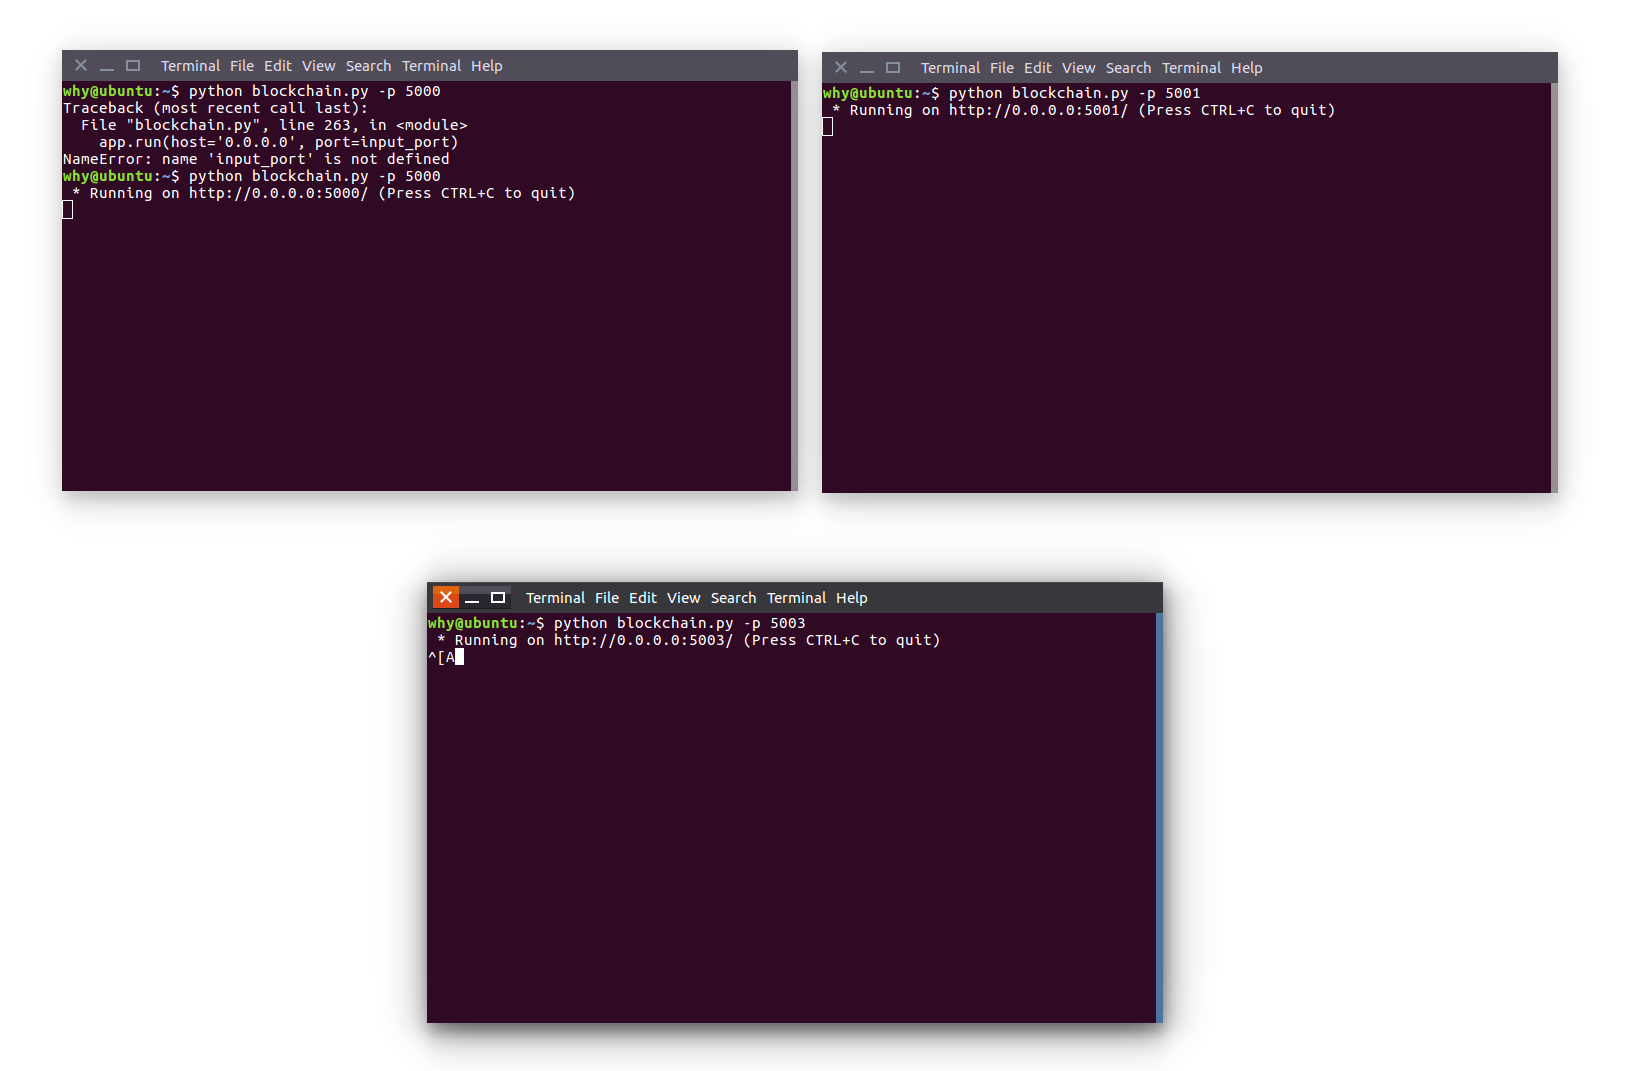 Terminal File Edit View Search Terminal Help
why@ubuntu:~$ python blockchain.py -p 5000
Traceback (most recent call last):
  File "blockchain.py", line 263, in <module>
    app.run(host='0.0.0.0', port=input_port)
NameError: name 'input_port' is not defined
why@ubuntu:~$ python blockchain.py -p 5000
 * Running on http://0.0.0.0:5000/ (Press CTRL+C to quit)
Terminal File Edit View Search Terminal Help
why@ubuntu:~$ python blockchain.py -p 5001
 * Running on http://0.0.0.0:5001/ (Press CTRL+C to quit)
Terminal File Edit View Search Terminal Help
why@ubuntu:~$ python blockchain.py -p 5003
 * Running on http://0.0.0.0:5003/ (Press CTRL+C to quit)
^[A